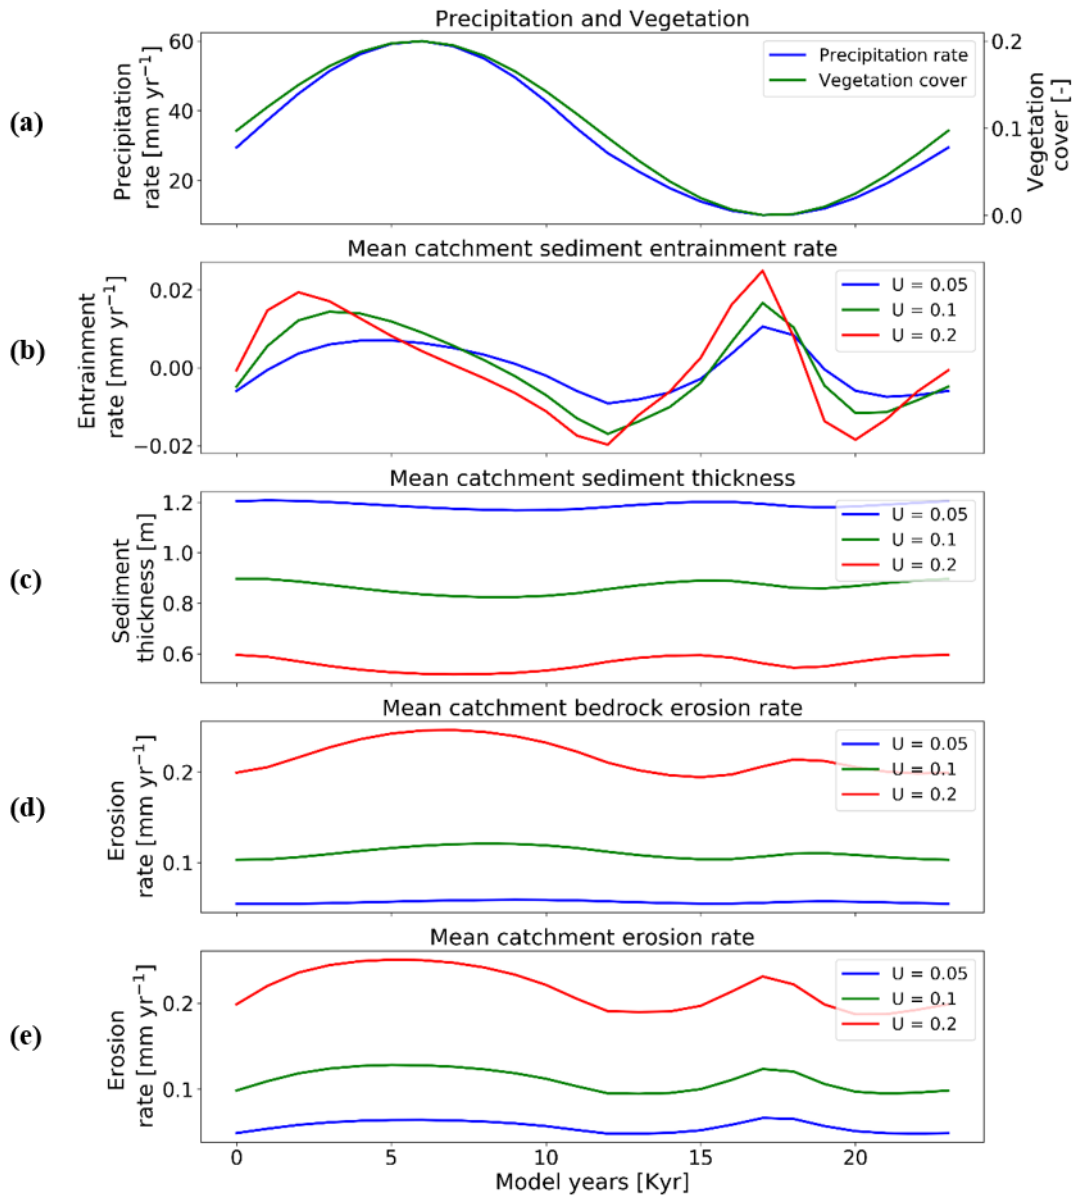 Precipitation and Vegetation
(a)
Precipitation
rate [mm yr⁻¹]
60
40
20
Precipitation rate
Vegetation cover
0.2
0.1
0.0
Vegetation
cover [-]
Mean catchment sediment entrainment rate
(b)
Entrainment
rate [mm yr⁻¹]
0.02
0.00
−0.02
U = 0.05
U = 0.1
U = 0.2
Mean catchment sediment thickness
(c)
Sediment
thickness [m]
1.2
1.0
0.8
0.6
U = 0.05
U = 0.1
U = 0.2
Mean catchment bedrock erosion rate
(d)
Erosion
rate [mm yr⁻¹]
0.2
0.1
U = 0.05
U = 0.1
U = 0.2
Mean catchment erosion rate
(e)
Erosion
rate [mm yr⁻¹]
0.2
0.1
U = 0.05
U = 0.1
U = 0.2
0 5 10 15 20
Model years [Kyr]